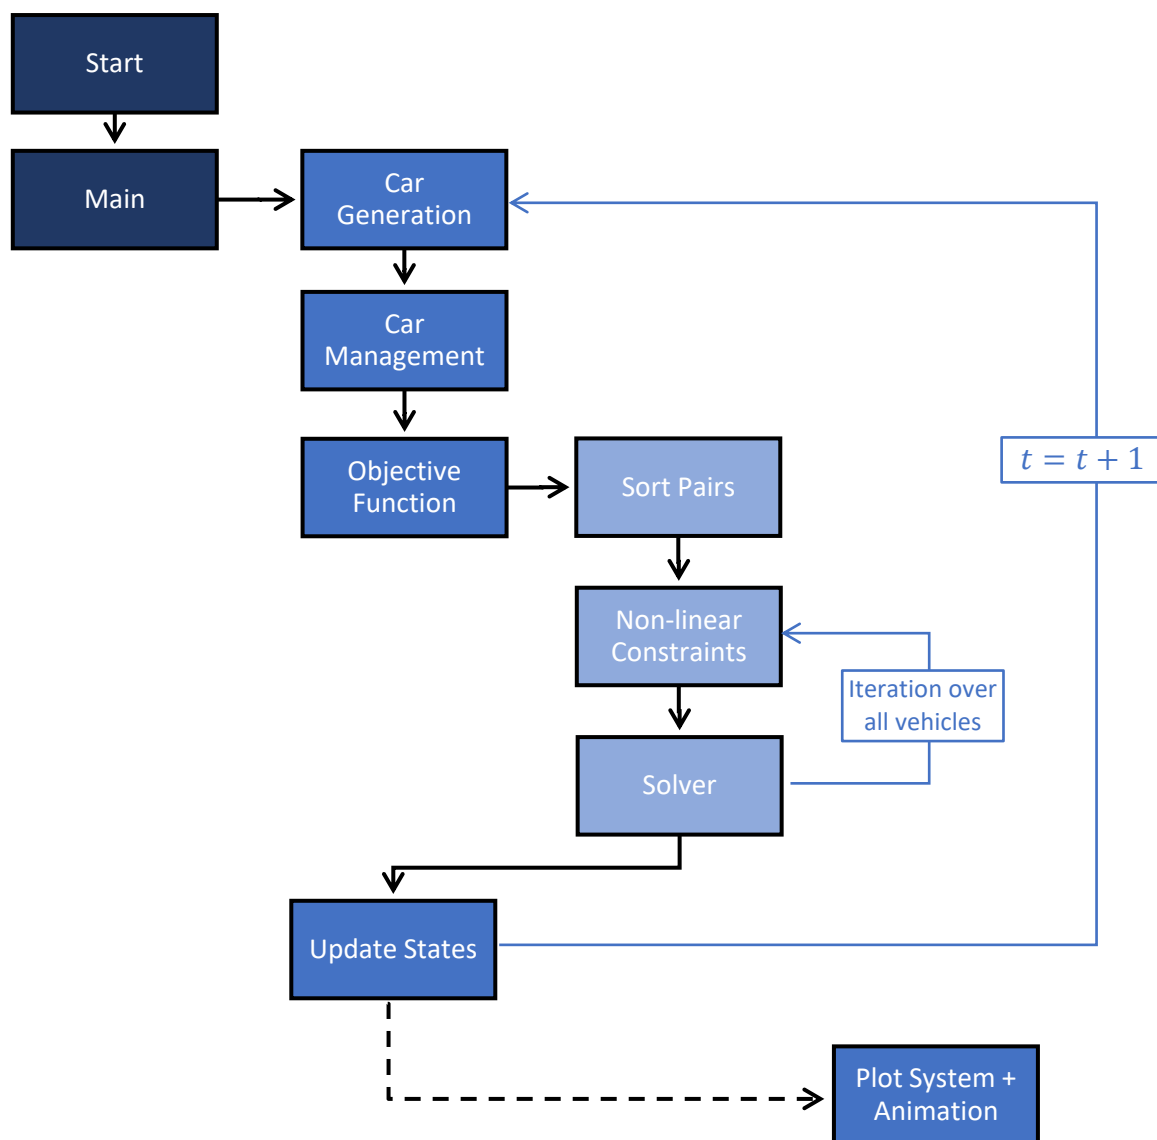 Start
Main
Car
Generation
Car
Management
Objective
Function
Sort Pairs
t = t + 1
Non-linear
Constraints
Iteration over
all vehicles
Solver
Update States
Plot System +
Animation